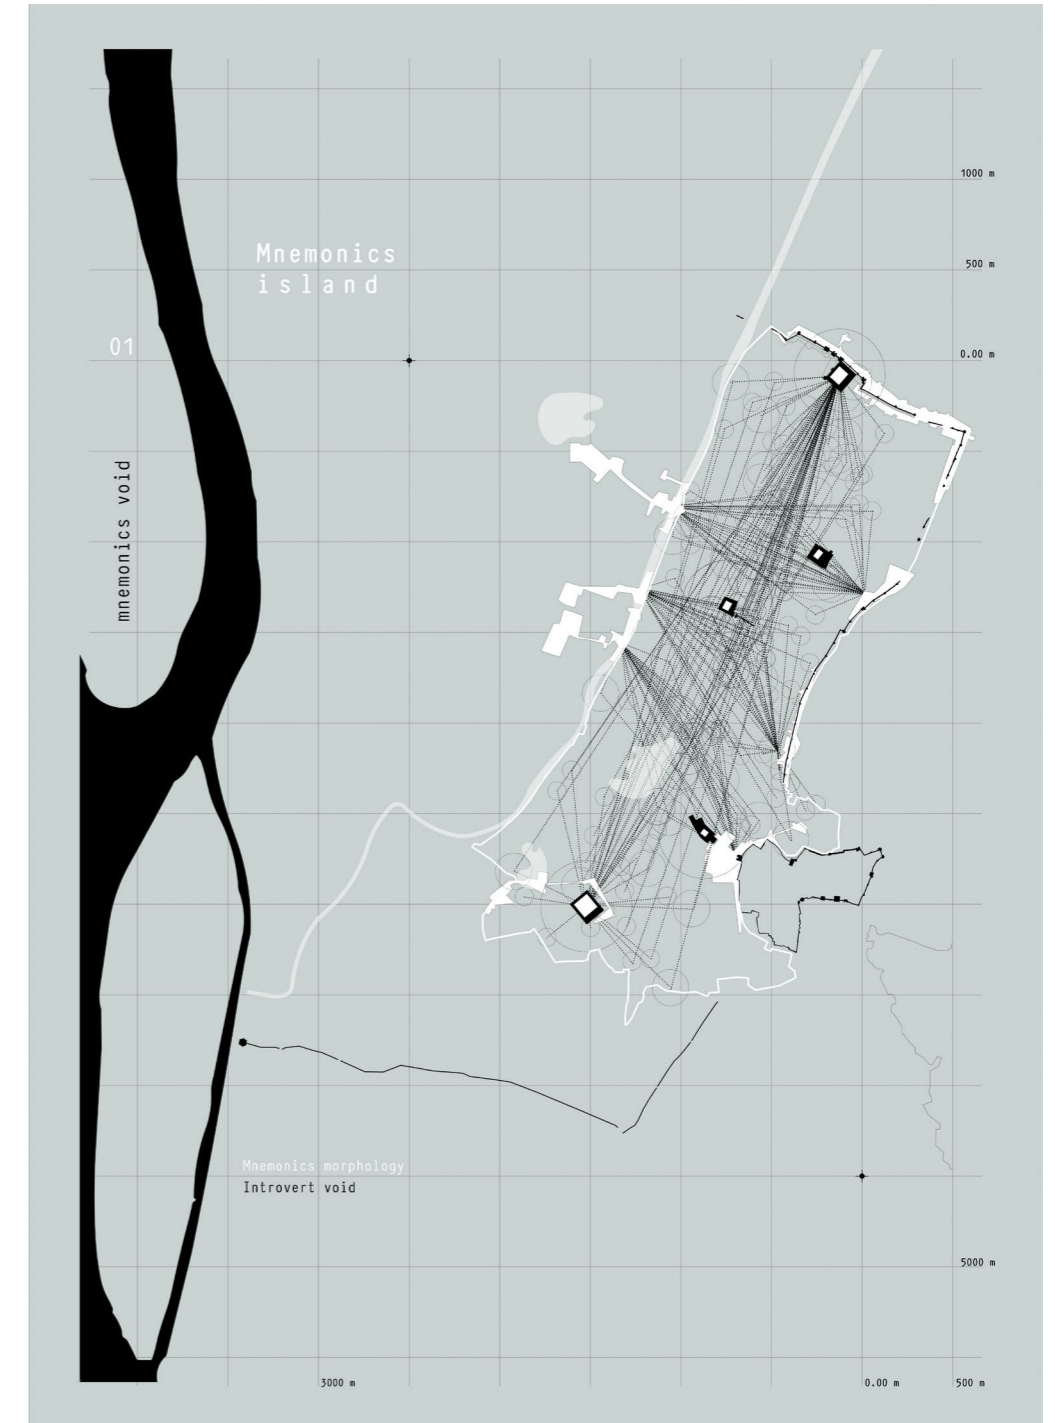 1000 m
Mnemonics
island
500 m
01
0.00 m
mnemonics void
Mnemonics morphology
Introvert void
5000 m
3000 m
0.00 m
500 m